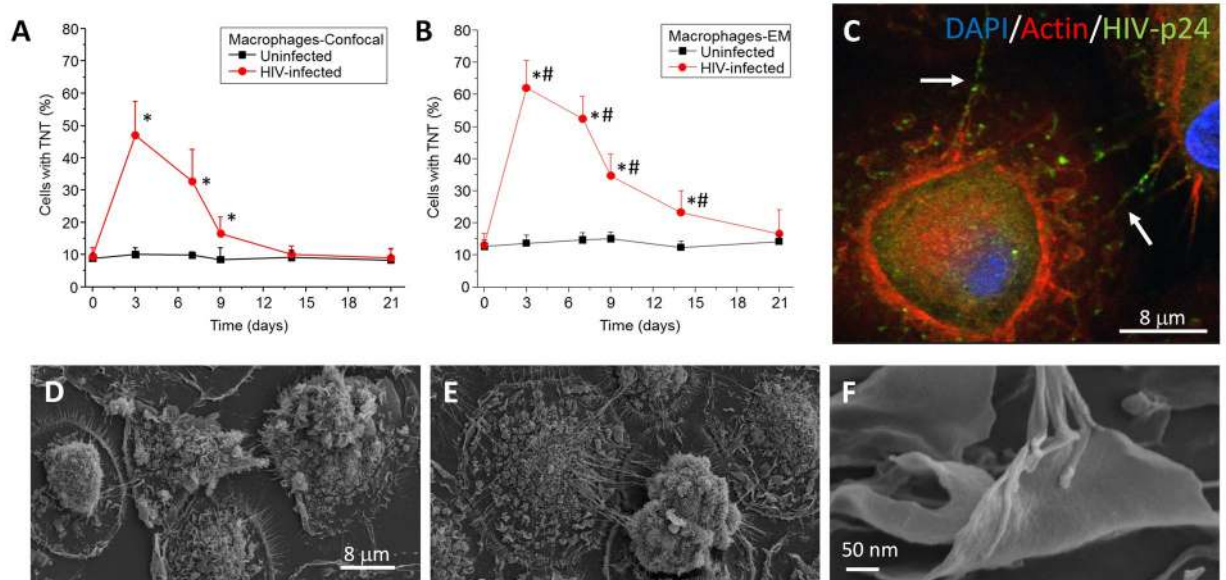 A
Macrophages-Confocal
Uninfected
HIV-infected
80
70
60
50
40
30
20
10
0
Cells with TNT (%)
*
*
*
0 3 6 9 12 15 18 21
Time (days)
B
Macrophages-EM
Uninfected
HIV-infected
80
70
60
50
40
30
20
10
0
Cells with TNT (%)
*#
*#
*#
*#
0 3 6 9 12 15 18 21
Time (days)
C DAPI/Actin/HIV-p24
8 μm
D
8 μm
E
F
50 nm